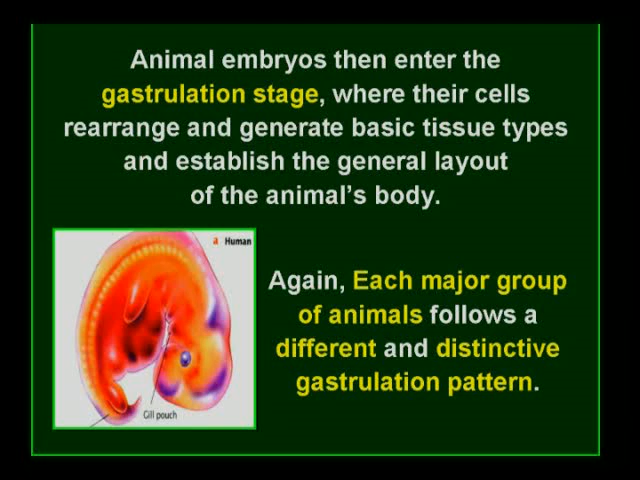 Animal embryos then enter the
gastrulation stage, where their cells
rearrange and generate basic tissue types
and establish the general layout
of the animal's body.
a Human
Gill pouch
Again, Each major group
of animals follows a
different and distinctive
gastrulation pattern.